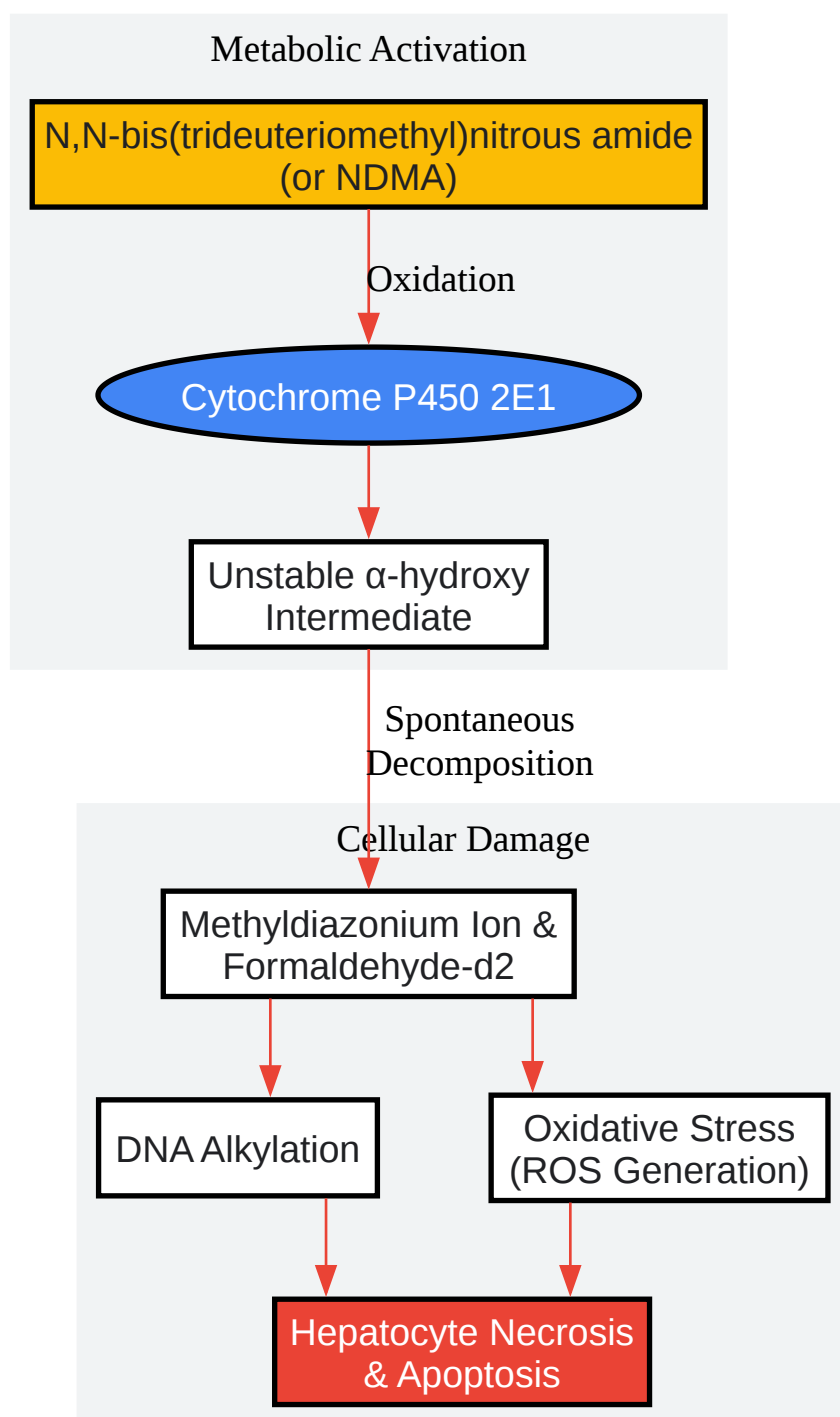 Metabolic Activation
N,N-bis(trideuteriomethyl)nitrous amide
(or NDMA)
Oxidation
Cytochrome P450 2E1
Unstable α-hydroxy
Intermediate
Spontaneous
Decomposition
Cellular Damage
Methyldiazonium Ion &
Formaldehyde-d2
DNA Alkylation
Oxidative Stress
(ROS Generation)
Hepatocyte Necrosis
& Apoptosis